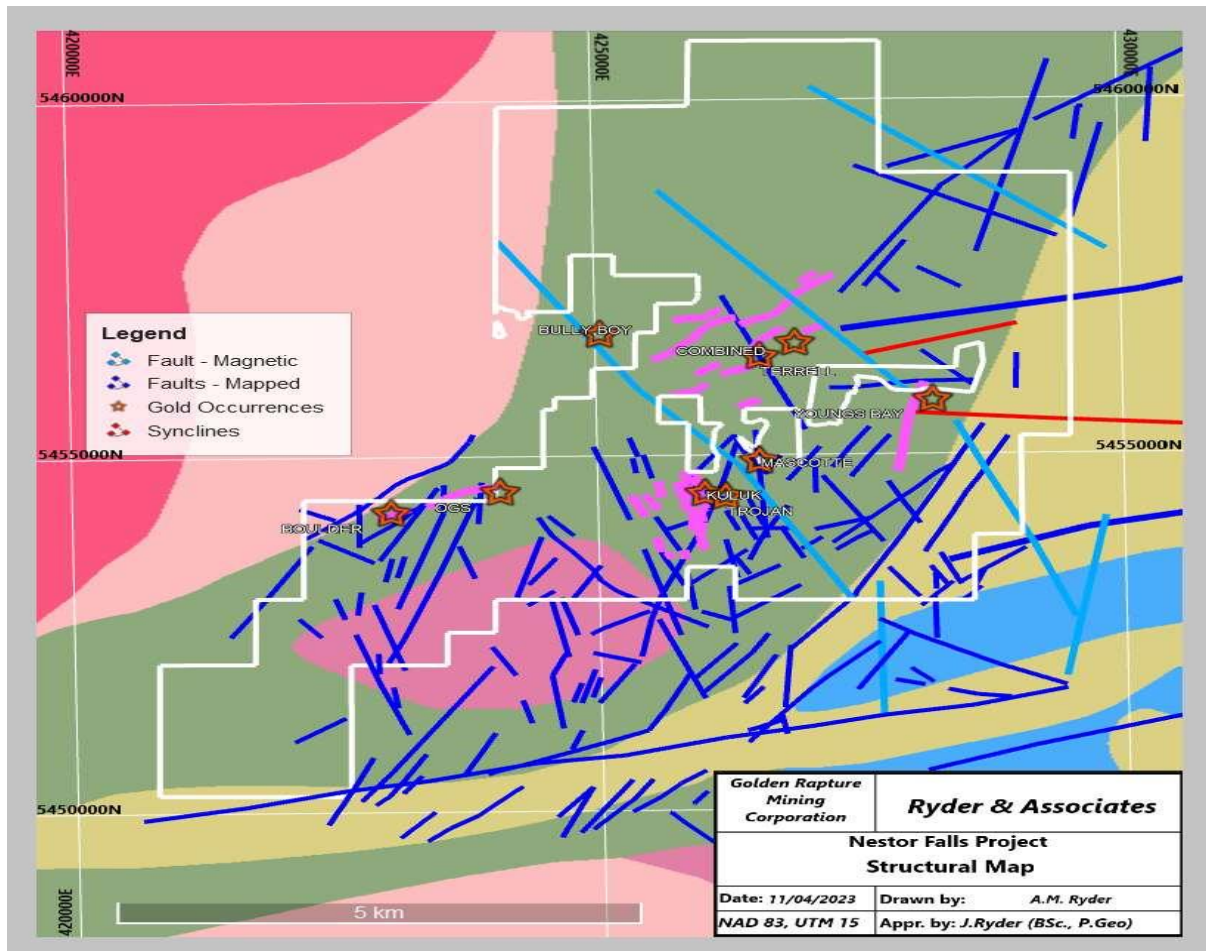 420000E
425000E
430000E
5460000N
5460000N
BULLY BOY
COMBINED
TERRELL
YOUNGS BAY
Legend
Fault - Magnetic
Faults - Mapped
Gold Occurrences
Synclines
5455000N
5455000N
MASCOTTE
KULUK
TROJAN
OGS
BOULDER
5450000N
420000E
5 km
Golden Rapture
Mining
Corporation
Ryder & Associates
Nestor Falls Project
Structural Map
Date: 11/04/2023
Drawn by: A.M. Ryder
NAD 83, UTM 15
Appr. by: J.Ryder (BSc., P.Geo)